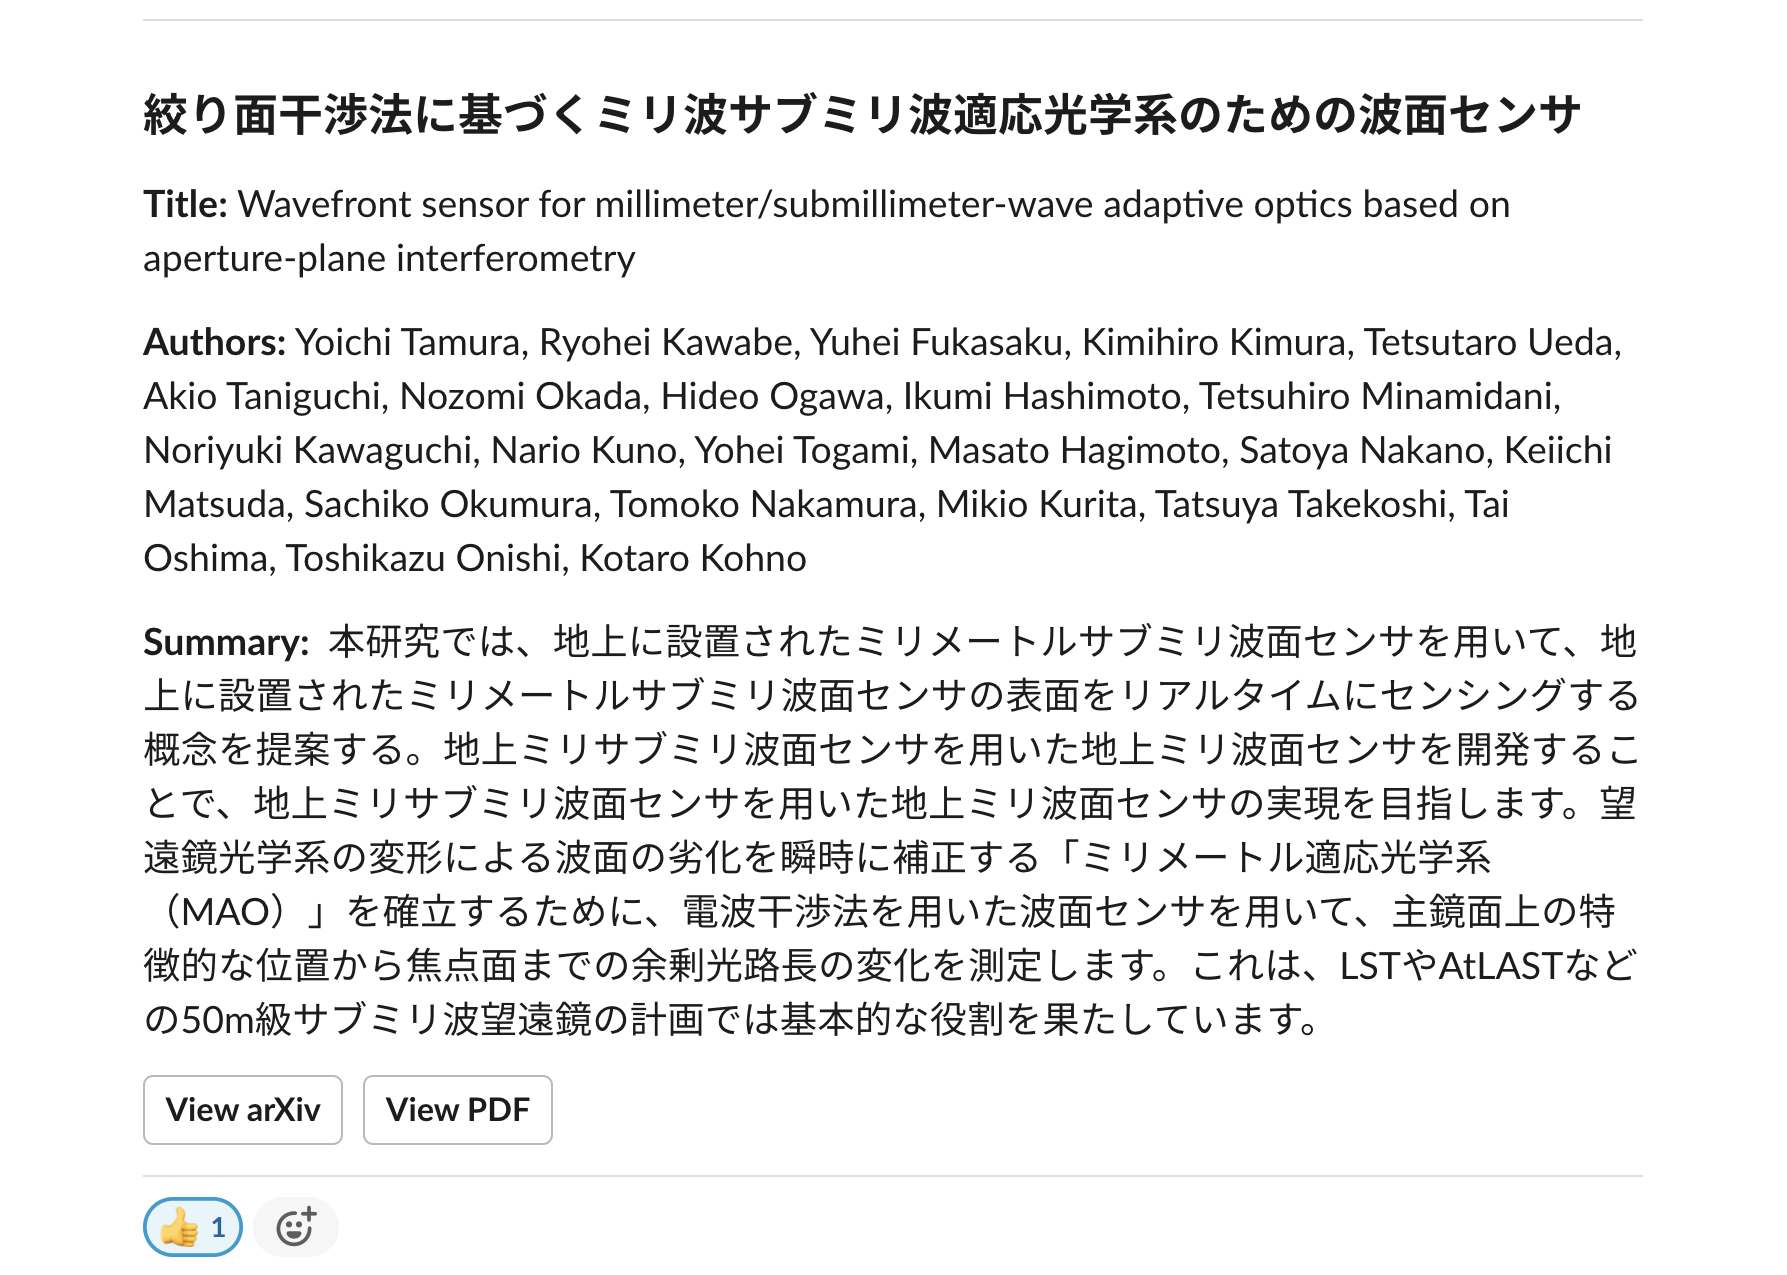 絞り面干渉法に基づくミリ波サブミリ波適応光学系のための波面センサ
Title: Wavefront sensor for millimeter/submillimeter-wave adaptive optics based on
aperture-plane interferometry
Authors: Yoichi Tamura, Ryohei Kawabe, Yuhei Fukasaku, Kimihiro Kimura, Tetsutaro Ueda,
Akio Taniguchi, Nozomi Okada, Hideo Ogawa, Ikumi Hashimoto, Tetsuhiro Minamidani,
Noriyuki Kawaguchi, Nario Kuno, Yohei Togami, Masato Hagimoto, Satoya Nakano, Keiichi
Matsuda, Sachiko Okumura, Tomoko Nakamura, Mikio Kurita, Tatsuya Takekoshi, Tai
Oshima, Toshikazu Onishi, Kotaro Kohno
Summary: 本研究では、地上に設置されたミリメートルサブミリ波面センサを用いて、地
上に設置されたミリメートルサブミリ波面センサの表面をリアルタイムにセンシングする
概念を提案する。地上ミリサブミリ波面センサを用いた地上ミリ波面センサを開発するこ
とで、地上ミリサブミリ波面センサを用いた地上ミリ波面センサの実現を目指します。望
遠鏡光学系の変形による波面の劣化を瞬時に補正する「ミリメートル適応光学系
（MAO）」を確立するために、電波干渉法を用いた波面センサを用いて、主鏡面上の特
徴的な位置から焦点面までの余剰光路長の変化を測定します。これは、LSTやAtLASTなど
の50m級サブミリ波望遠鏡の計画では基本的な役割を果たしています。
View arXiv
View PDF
1